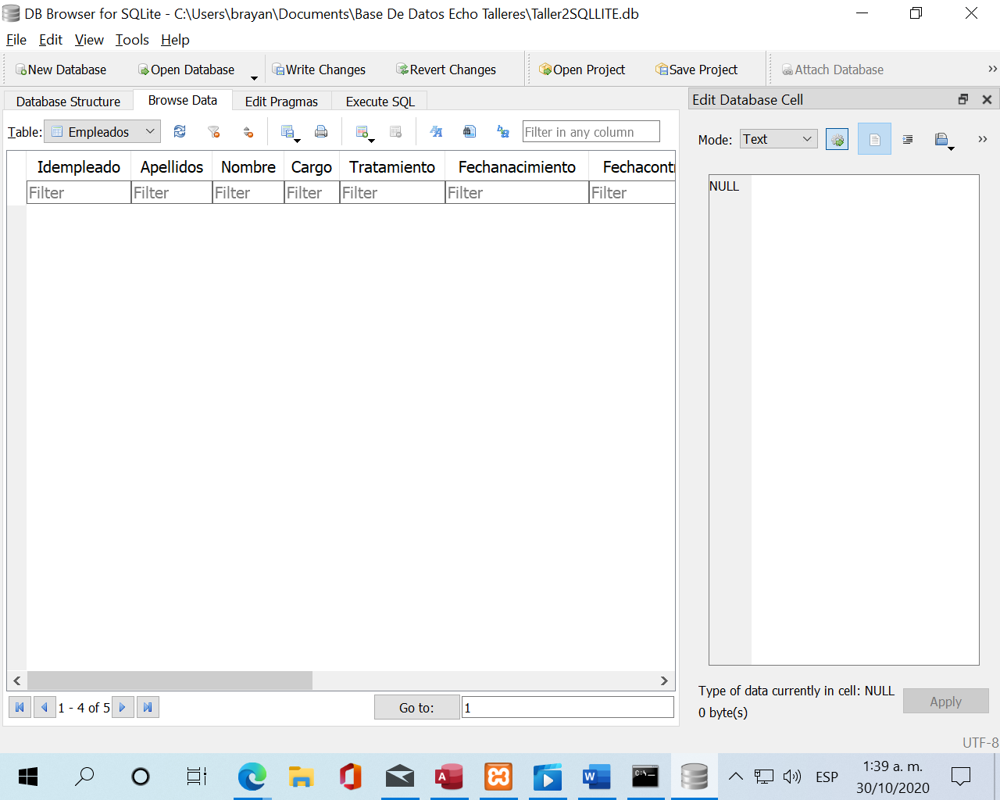 DB Browser for SQLite - C:\Users\brayan\Documents\Base De Datos Echo Talleres\Taller2SQLLITE.db
File Edit View Tools Help
New Database Open Database Write Changes Revert Changes Open Project Save Project Attach Database
Database Structure Browse Data Edit Pragmas Execute SQL
Edit Database Cell
Table: Empleados Filter in any column
Mode: Text
Idempleado Apellidos Nombre Cargo Tratamiento Fechanacimiento Fechacontr
Filter Filter Filter Filter Filter Filter Filter
NULL
1 - 4 of 5 Go to: 1
Type of data currently in cell: NULL
0 byte(s)
Apply
UTF-8
ESP
1:39 a. m.
30/10/2020